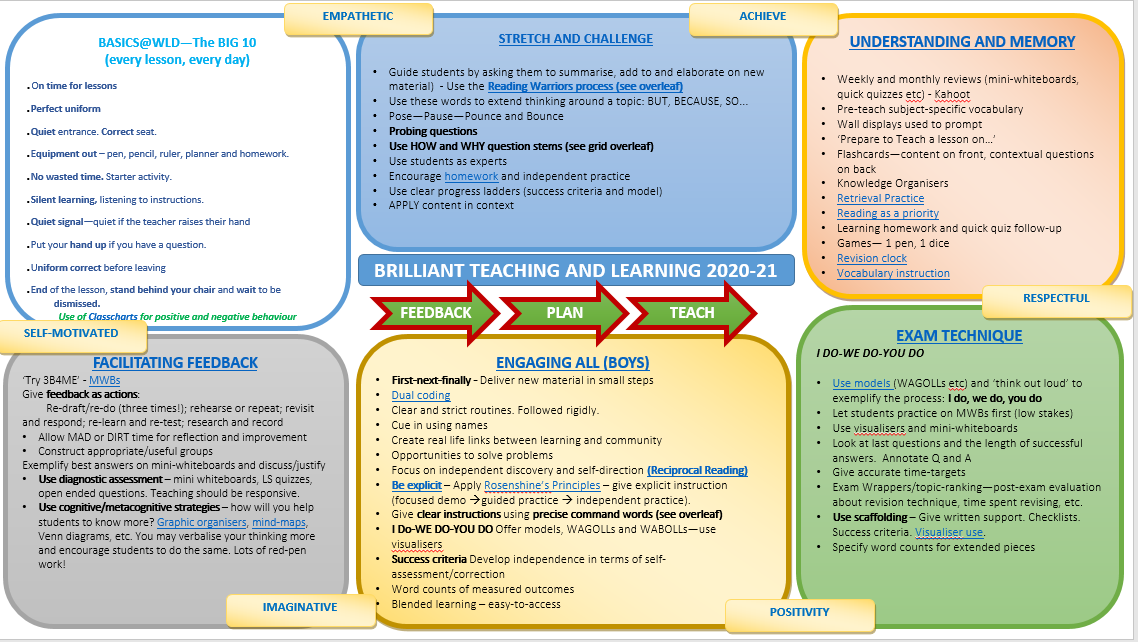 EMPATHETIC
ACHIEVE
BASICS@WLD—The BIG 10
(every lesson, every day)
.On time for lessons
.Perfect uniform
.Quiet entrance. Correct seat.
.Equipment out – pen, pencil, ruler, planner and homework.
.No wasted time. Starter activity.
.Silent learning, listening to instructions.
.Quiet signal—quiet if the teacher raises their hand
.Put your hand up if you have a question.
.Uniform correct before leaving
.End of the lesson, stand behind your chair and wait to be
dismissed.
Use of Classcharts for positive and negative behaviour
SELF-MOTIVATED
STRETCH AND CHALLENGE
• Guide students by asking them to summarise, add to and elaborate on new
material) - Use the Reading Warriors process (see overleaf)
• Use these words to extend thinking around a topic: BUT, BECAUSE, SO...
• Pose—Pause—Pounce and Bounce
• Probing questions
• Use HOW and WHY question stems (see grid overleaf)
• Use students as experts
• Encourage homework and independent practice
• Use clear progress ladders (success criteria and model)
• APPLY content in context
UNDERSTANDING AND MEMORY
• Weekly and monthly reviews (mini-whiteboards,
quick quizzes etc) - Kahoot
• Pre-teach subject-specific vocabulary
• Wall displays used to prompt
• ‘Prepare to Teach a lesson on...’
• Flashcards—content on front, contextual questions
on back
• Knowledge Organisers
• Retrieval Practice
• Reading as a priority
• Learning homework and quick quiz follow-up
• Games— 1 pen, 1 dice
• Revision clock
• Vocabulary instruction
RESPECTFUL
BRILLIANT TEACHING AND LEARNING 2020-21
FEEDBACK
PLAN
TEACH
FACILITATING FEEDBACK
‘Try 3B4ME’ - MWBs
Give feedback as actions:
Re-draft/re-do (three times!); rehearse or repeat; revisit
and respond; re-learn and re-test; research and record
• Allow MAD or DIRT time for reflection and improvement
• Construct appropriate/useful groups
Exemplify best answers on mini-whiteboards and discuss/justify
• Use diagnostic assessment – mini whiteboards, LS quizzes,
open ended questions. Teaching should be responsive.
• Use cognitive/metacognitive strategies – how will you help
students to know more? Graphic organisers, mind-maps,
Venn diagrams, etc. You may verbalise your thinking more
and encourage students to do the same. Lots of red-pen
work!
IMAGINATIVE
ENGAGING ALL (BOYS)
• First-next-finally - Deliver new material in small steps
• Dual coding
• Clear and strict routines. Followed rigidly.
• Cue in using names
• Create real life links between learning and community
• Opportunities to solve problems
• Focus on independent discovery and self-direction (Reciprocal Reading)
• Be explicit – Apply Rosenshine’s Principles – give explicit instruction
(focused demo → guided practice → independent practice).
• Give clear instructions using precise command words (see overleaf)
• I Do-WE DO-YOU DO Offer models, WAGOLLs and WABOLLs—use
visualisers
• Success criteria Develop independence in terms of self-
assessment/correction
• Word counts of measured outcomes
• Blended learning – easy-to-access
EXAM TECHNIQUE
I DO-WE DO-YOU DO
• Use models (WAGOLLs etc) and ‘think out loud’ to
exemplify the process: I do, we do, you do
• Let students practice on MWBs first (low stakes)
• Use visualisers and mini-whiteboards
• Look at last questions and the length of successful
answers. Annotate Q and A
• Give accurate time-targets
• Exam Wrappers/topic-ranking—post-exam evaluation
about revision technique, time spent revising, etc.
• Use scaffolding – Give written support. Checklists.
Success criteria. Visualiser use.
• Specify word counts for extended pieces
POSITIVITY